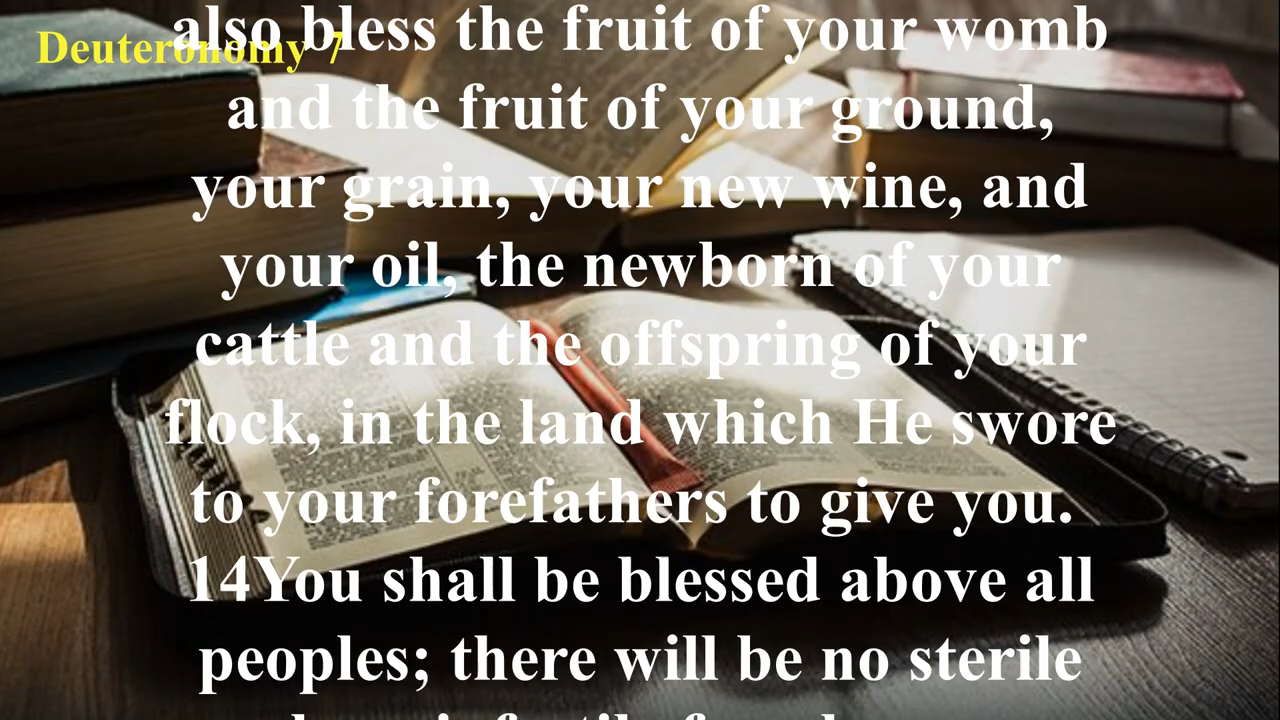 Deuteronomy 7
also bless the fruit of your womb
and the fruit of your ground,
your grain, your new wine, and
your oil, the newborn of your
cattle and the offspring of your
flock, in the land which He swore
to your forefathers to give you.
14You shall be blessed above all
peoples; there will be no sterile